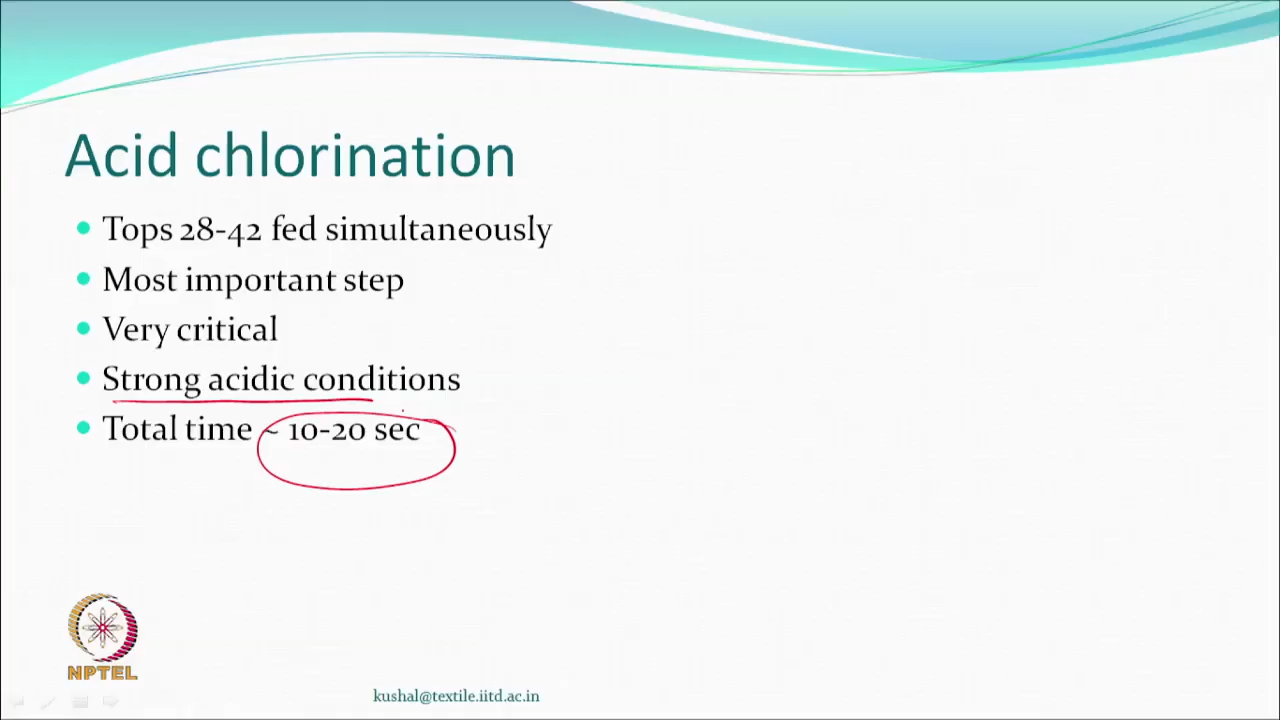 Acid chlorination
Tops 28-42 fed simultaneously
Most important step
Very critical
Strong acidic conditions
Total time ~ 10-20 sec
NPTEL
kushal@textile.iitd.ac.in